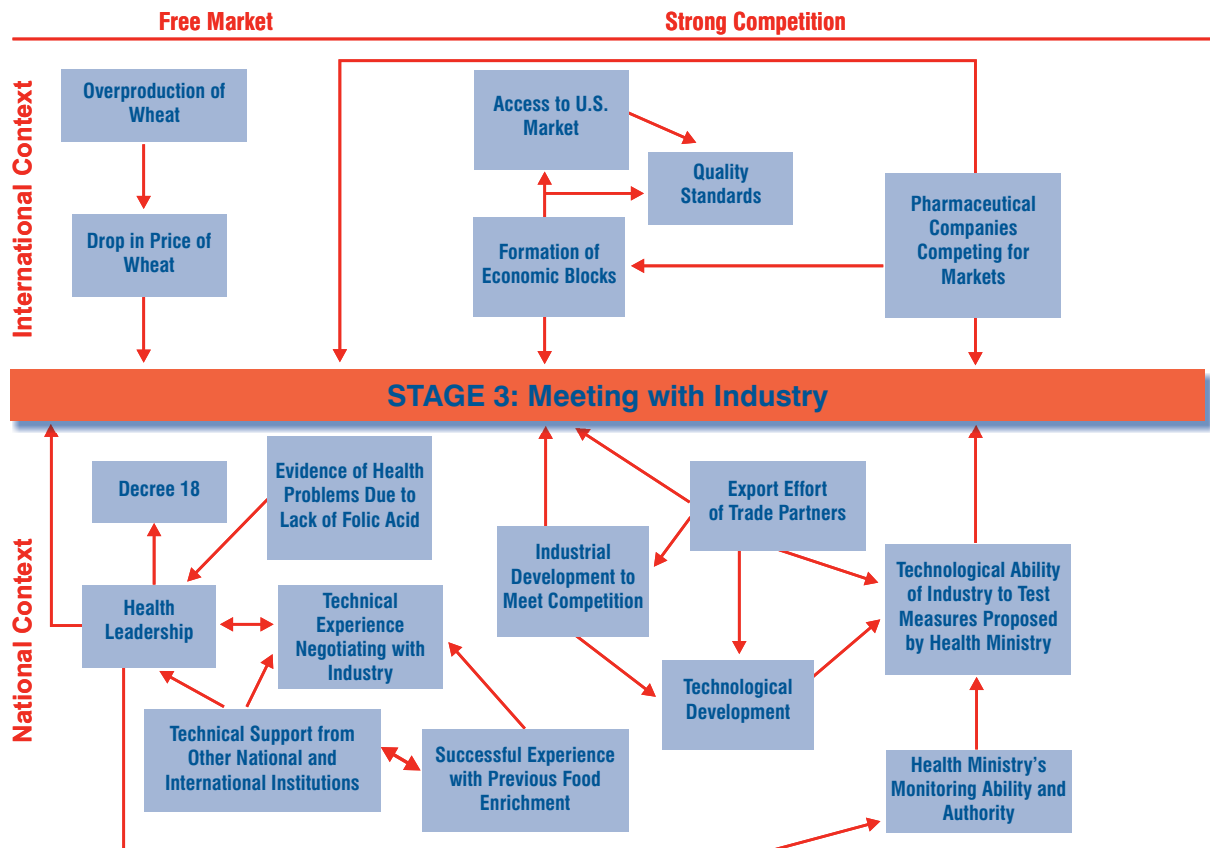 Free Market
Strong Competition
International Context
Overproduction of
Wheat
Access to U.S.
Market
Quality
Standards
Pharmaceutical
Companies
Competing for
Markets
Drop in Price of
Wheat
Formation of
Economic Blocks
STAGE 3: Meeting with Industry
National Context
Decree 18
Evidence of Health
Problems Due to
Lack of Folic Acid
Export Effort
of Trade Partners
Industrial
Development to
Meet Competition
Technological Ability
of Industry to Test
Measures Proposed
by Health Ministry
Health
Leadership
Technical
Experience
Negotiating with
Industry
Technological
Development
Technical Support from
Other National and
International Institutions
Successful Experience
with Previous Food
Enrichment
Health Ministry's
Monitoring Ability and
Authority